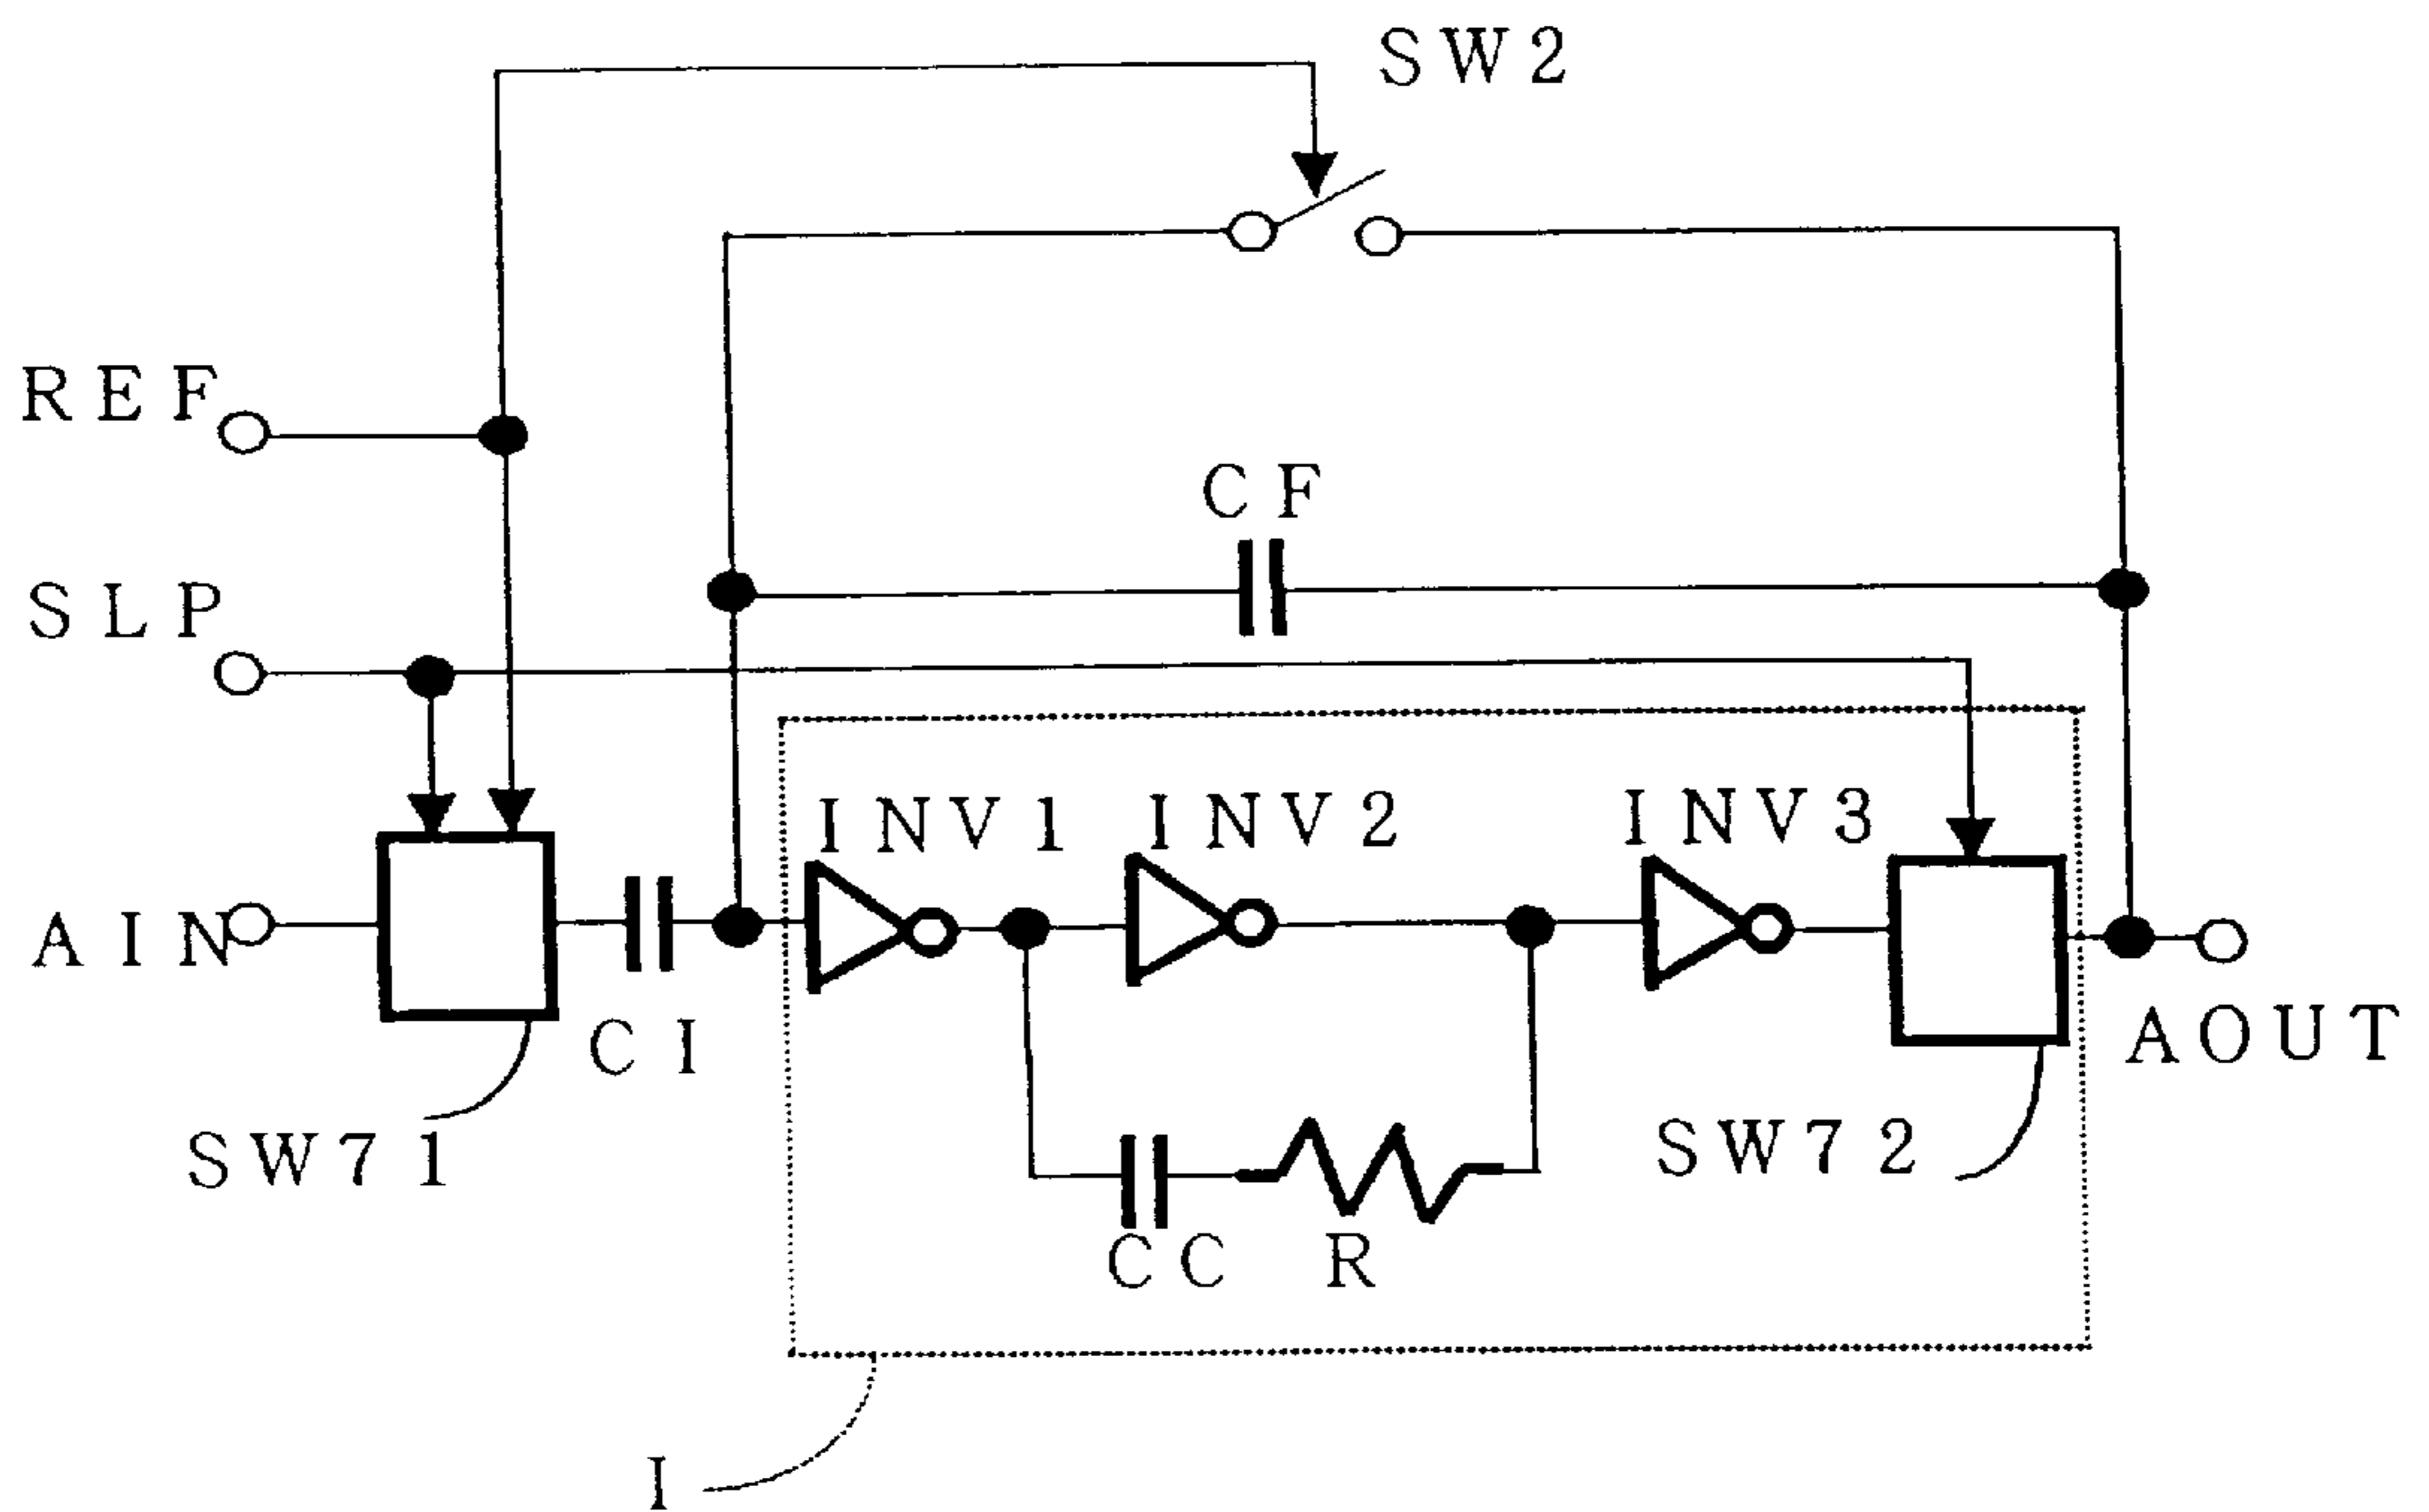 SW2
REF
CF
SLP
INV1 INV2 INV3
AIN
CI
AOUT
SW71
SW72
CC R
I